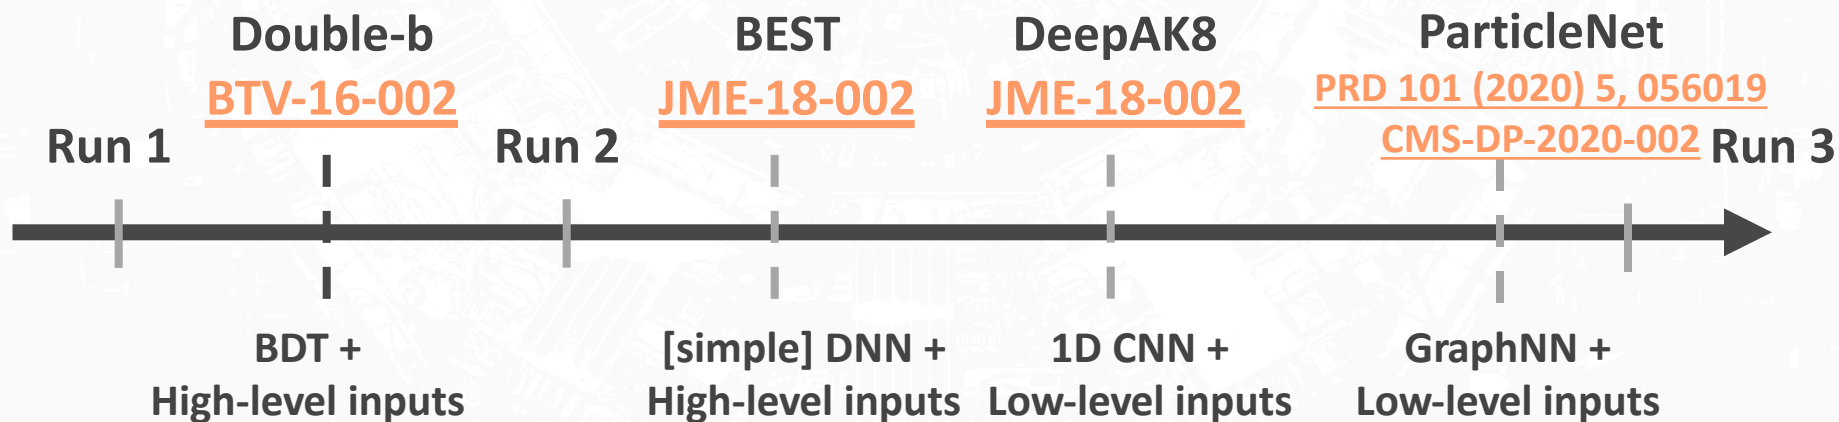 Double-b
BTV-16-002
BEST
JME-18-002
DeepAK8
JME-18-002
ParticleNet
PRD 101 (2020) 5, 056019
CMS-DP-2020-002
Run 1
Run 2
Run 3
BDT +
High-level inputs
[simple] DNN +
High-level inputs
1D CNN +
Low-level inputs
GraphNN +
Low-level inputs